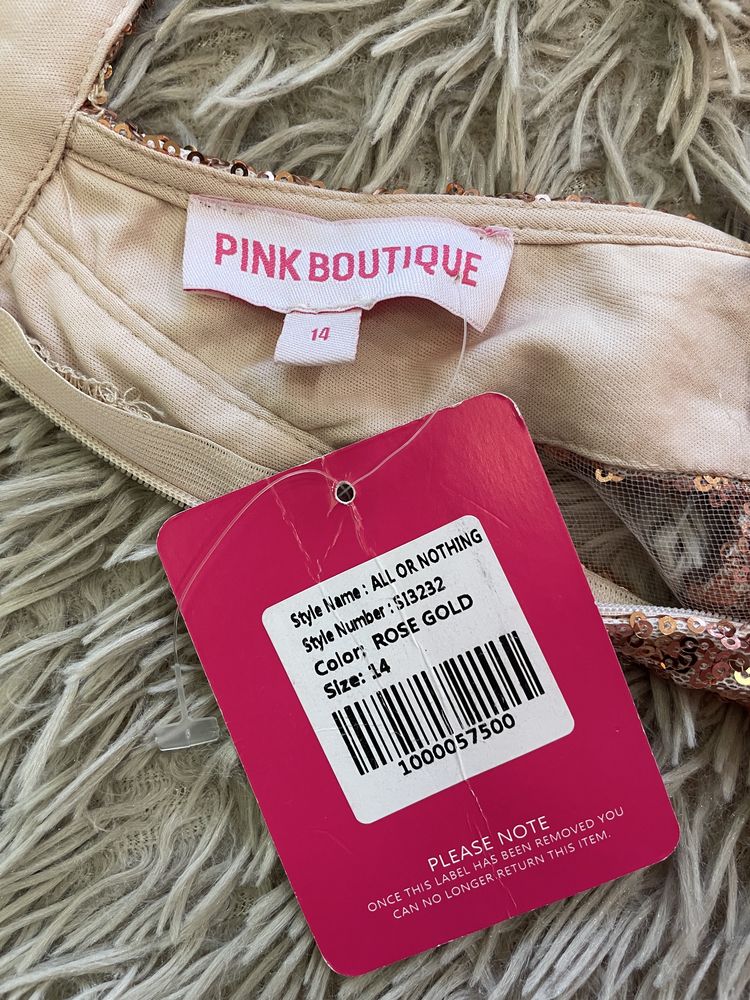 PINK BOUTIQUE
14
Style Name : ALL OR NOTHING
Style Number : SI3232
Color: ROSE GOLD
Size: 14
1000057500
PLEASE NOTE
ONCE THIS LABEL HAS BEEN REMOVED YOU
CAN NO LONGER RETURN THIS ITEM.